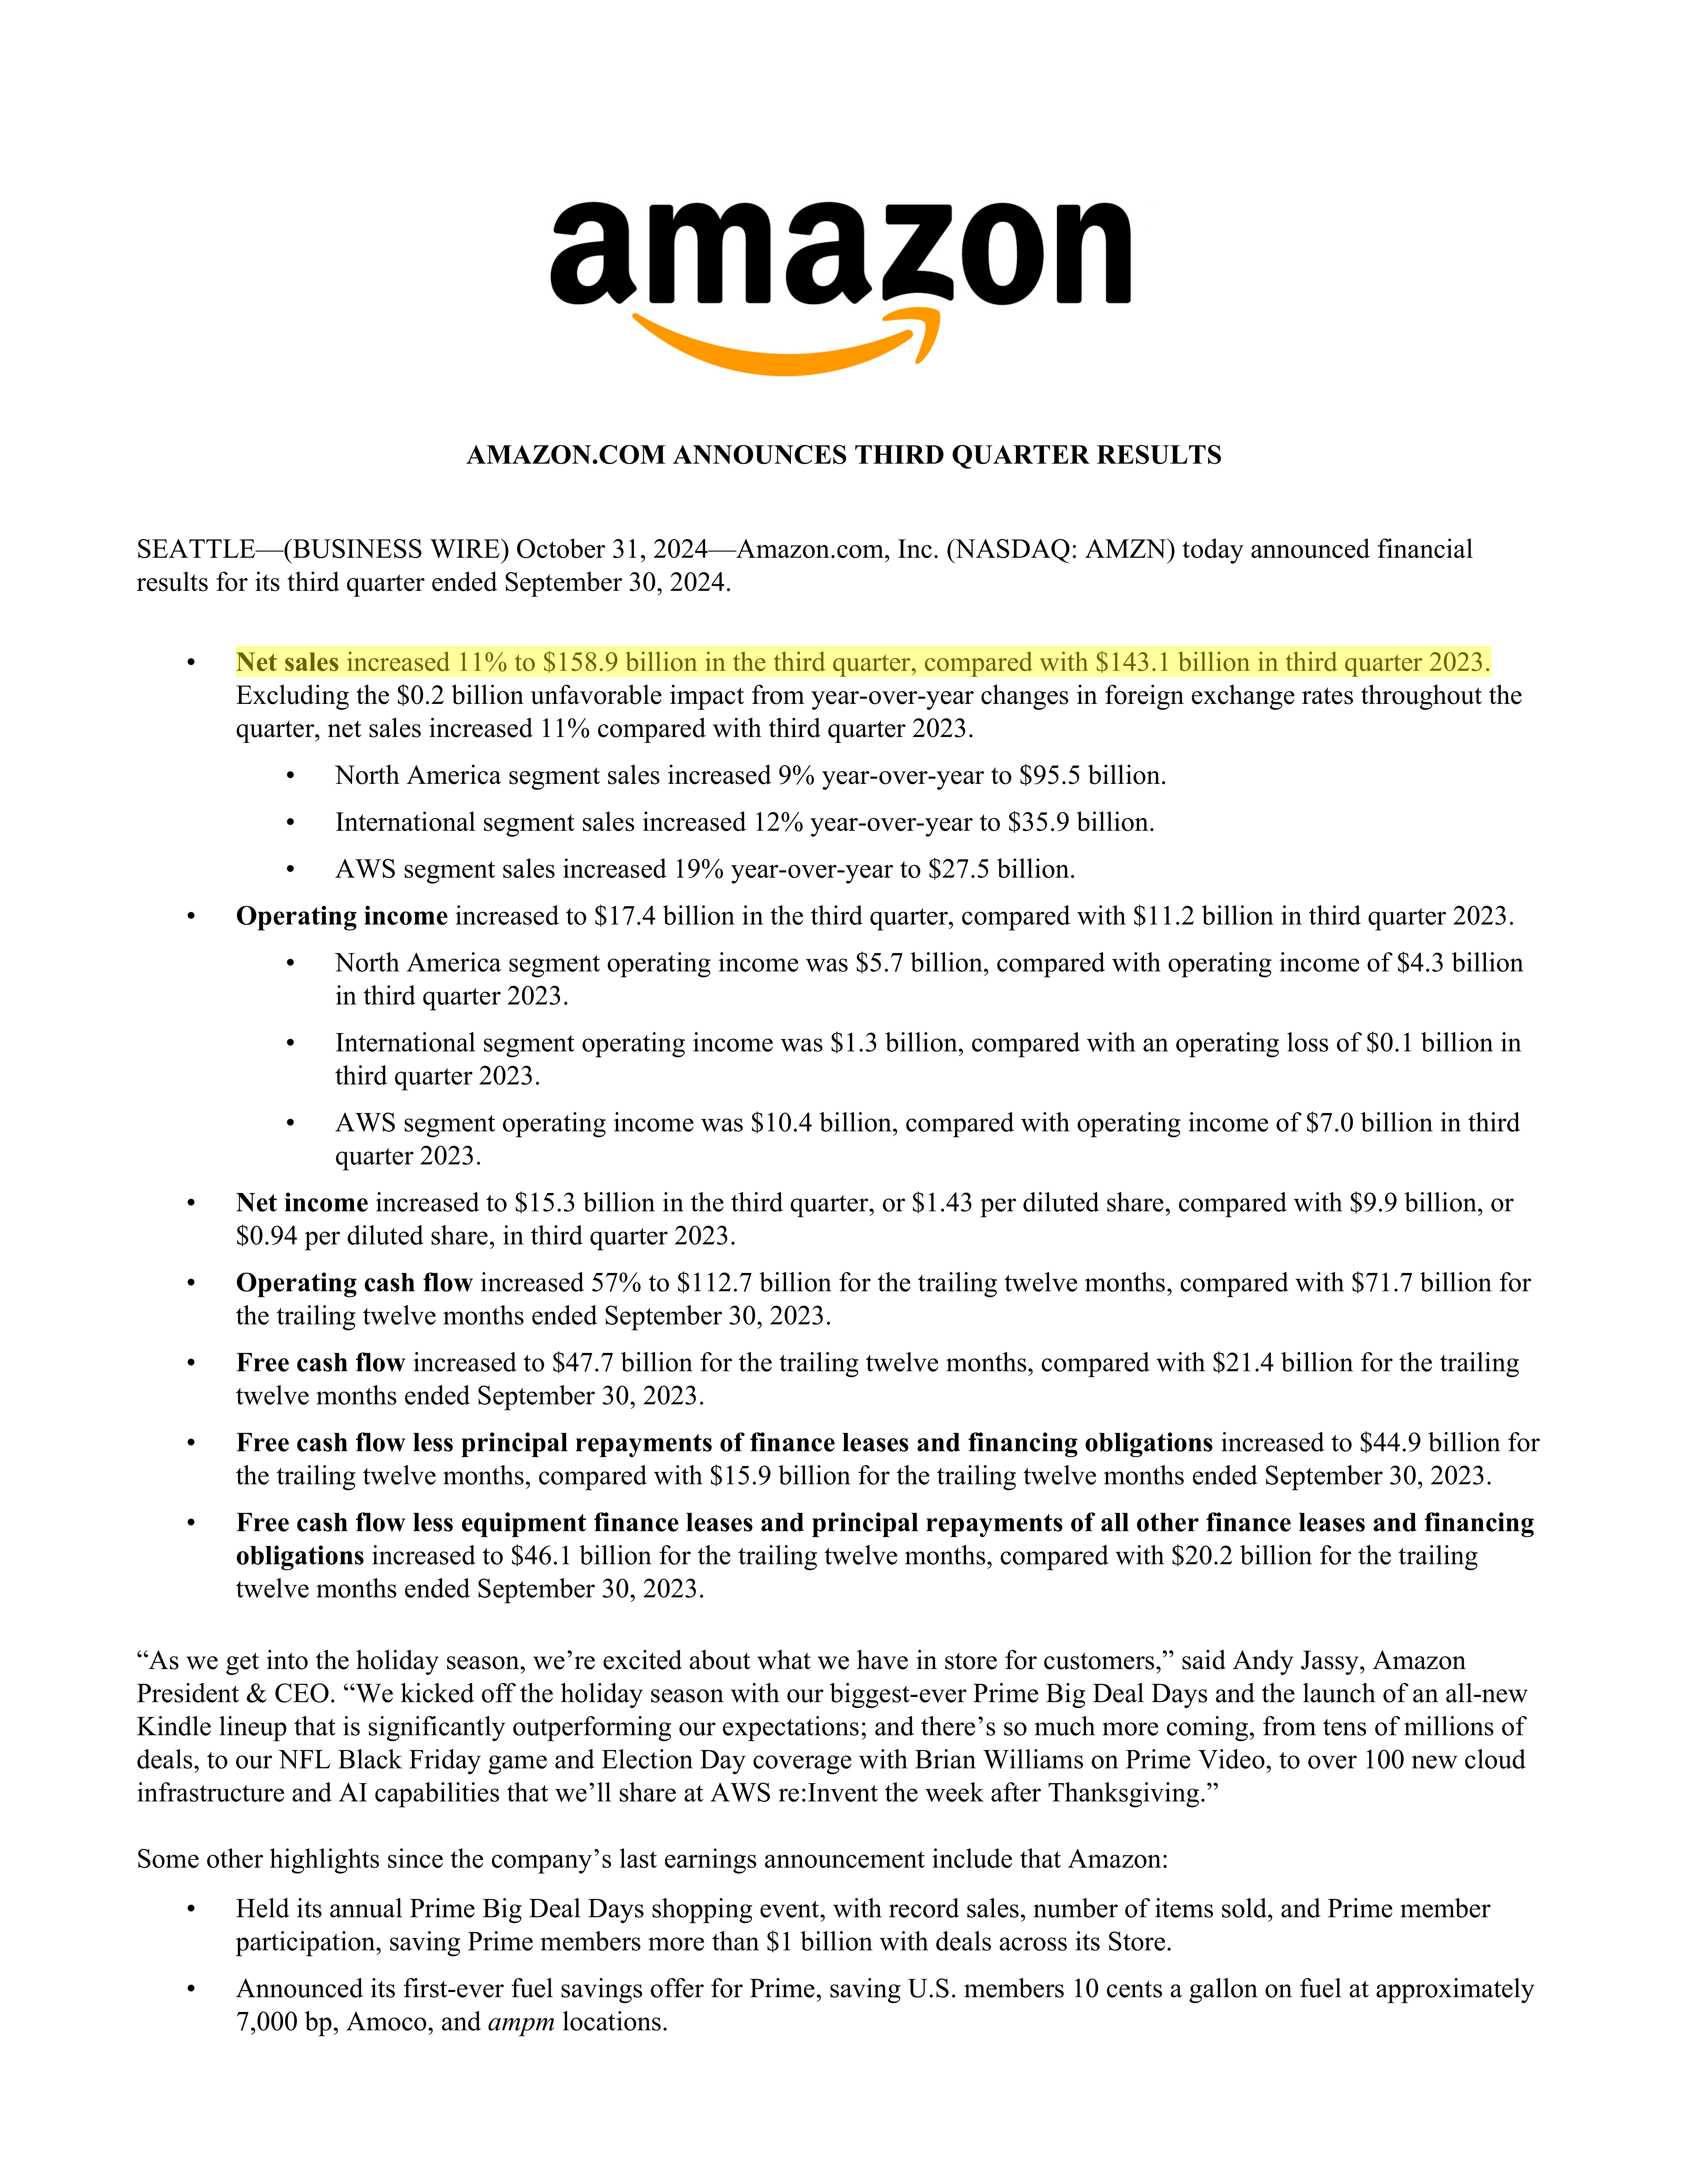 amazon
AMAZON.COM ANNOUNCES THIRD QUARTER RESULTS
SEATTLE—(BUSINESS WIRE) October 31, 2024—Amazon.com, Inc. (NASDAQ: AMZN) today announced financial
results for its third quarter ended September 30, 2024.
• Net sales increased 11% to $158.9 billion in the third quarter, compared with $143.1 billion in third quarter 2023.
Excluding the $0.2 billion unfavorable impact from year-over-year changes in foreign exchange rates throughout the
quarter, net sales increased 11% compared with third quarter 2023.
• North America segment sales increased 9% year-over-year to $95.5 billion.
• International segment sales increased 12% year-over-year to $35.9 billion.
• AWS segment sales increased 19% year-over-year to $27.5 billion.
• Operating income increased to $17.4 billion in the third quarter, compared with $11.2 billion in third quarter 2023.
• North America segment operating income was $5.7 billion, compared with operating income of $4.3 billion
in third quarter 2023.
• International segment operating income was $1.3 billion, compared with an operating loss of $0.1 billion in
third quarter 2023.
• AWS segment operating income was $10.4 billion, compared with operating income of $7.0 billion in third
quarter 2023.
• Net income increased to $15.3 billion in the third quarter, or $1.43 per diluted share, compared with $9.9 billion, or
$0.94 per diluted share, in third quarter 2023.
• Operating cash flow increased 57% to $112.7 billion for the trailing twelve months, compared with $71.7 billion for
the trailing twelve months ended September 30, 2023.
• Free cash flow increased to $47.7 billion for the trailing twelve months, compared with $21.4 billion for the trailing
twelve months ended September 30, 2023.
• Free cash flow less principal repayments of finance leases and financing obligations increased to $44.9 billion for
the trailing twelve months, compared with $15.9 billion for the trailing twelve months ended September 30, 2023.
• Free cash flow less equipment finance leases and principal repayments of all other finance leases and financing
obligations increased to $46.1 billion for the trailing twelve months, compared with $20.2 billion for the trailing
twelve months ended September 30, 2023.
“As we get into the holiday season, we’re excited about what we have in store for customers,” said Andy Jassy, Amazon
President & CEO. “We kicked off the holiday season with our biggest-ever Prime Big Deal Days and the launch of an all-new
Kindle lineup that is significantly outperforming our expectations; and there’s so much more coming, from tens of millions of
deals, to our NFL Black Friday game and Election Day coverage with Brian Williams on Prime Video, to over 100 new cloud
infrastructure and AI capabilities that we’ll share at AWS re:Invent the week after Thanksgiving.”
Some other highlights since the company’s last earnings announcement include that Amazon:
• Held its annual Prime Big Deal Days shopping event, with record sales, number of items sold, and Prime member
participation, saving Prime members more than $1 billion with deals across its Store.
• Announced its first-ever fuel savings offer for Prime, saving U.S. members 10 cents a gallon on fuel at approximately
7,000 bp, Amoco, and ampm locations.